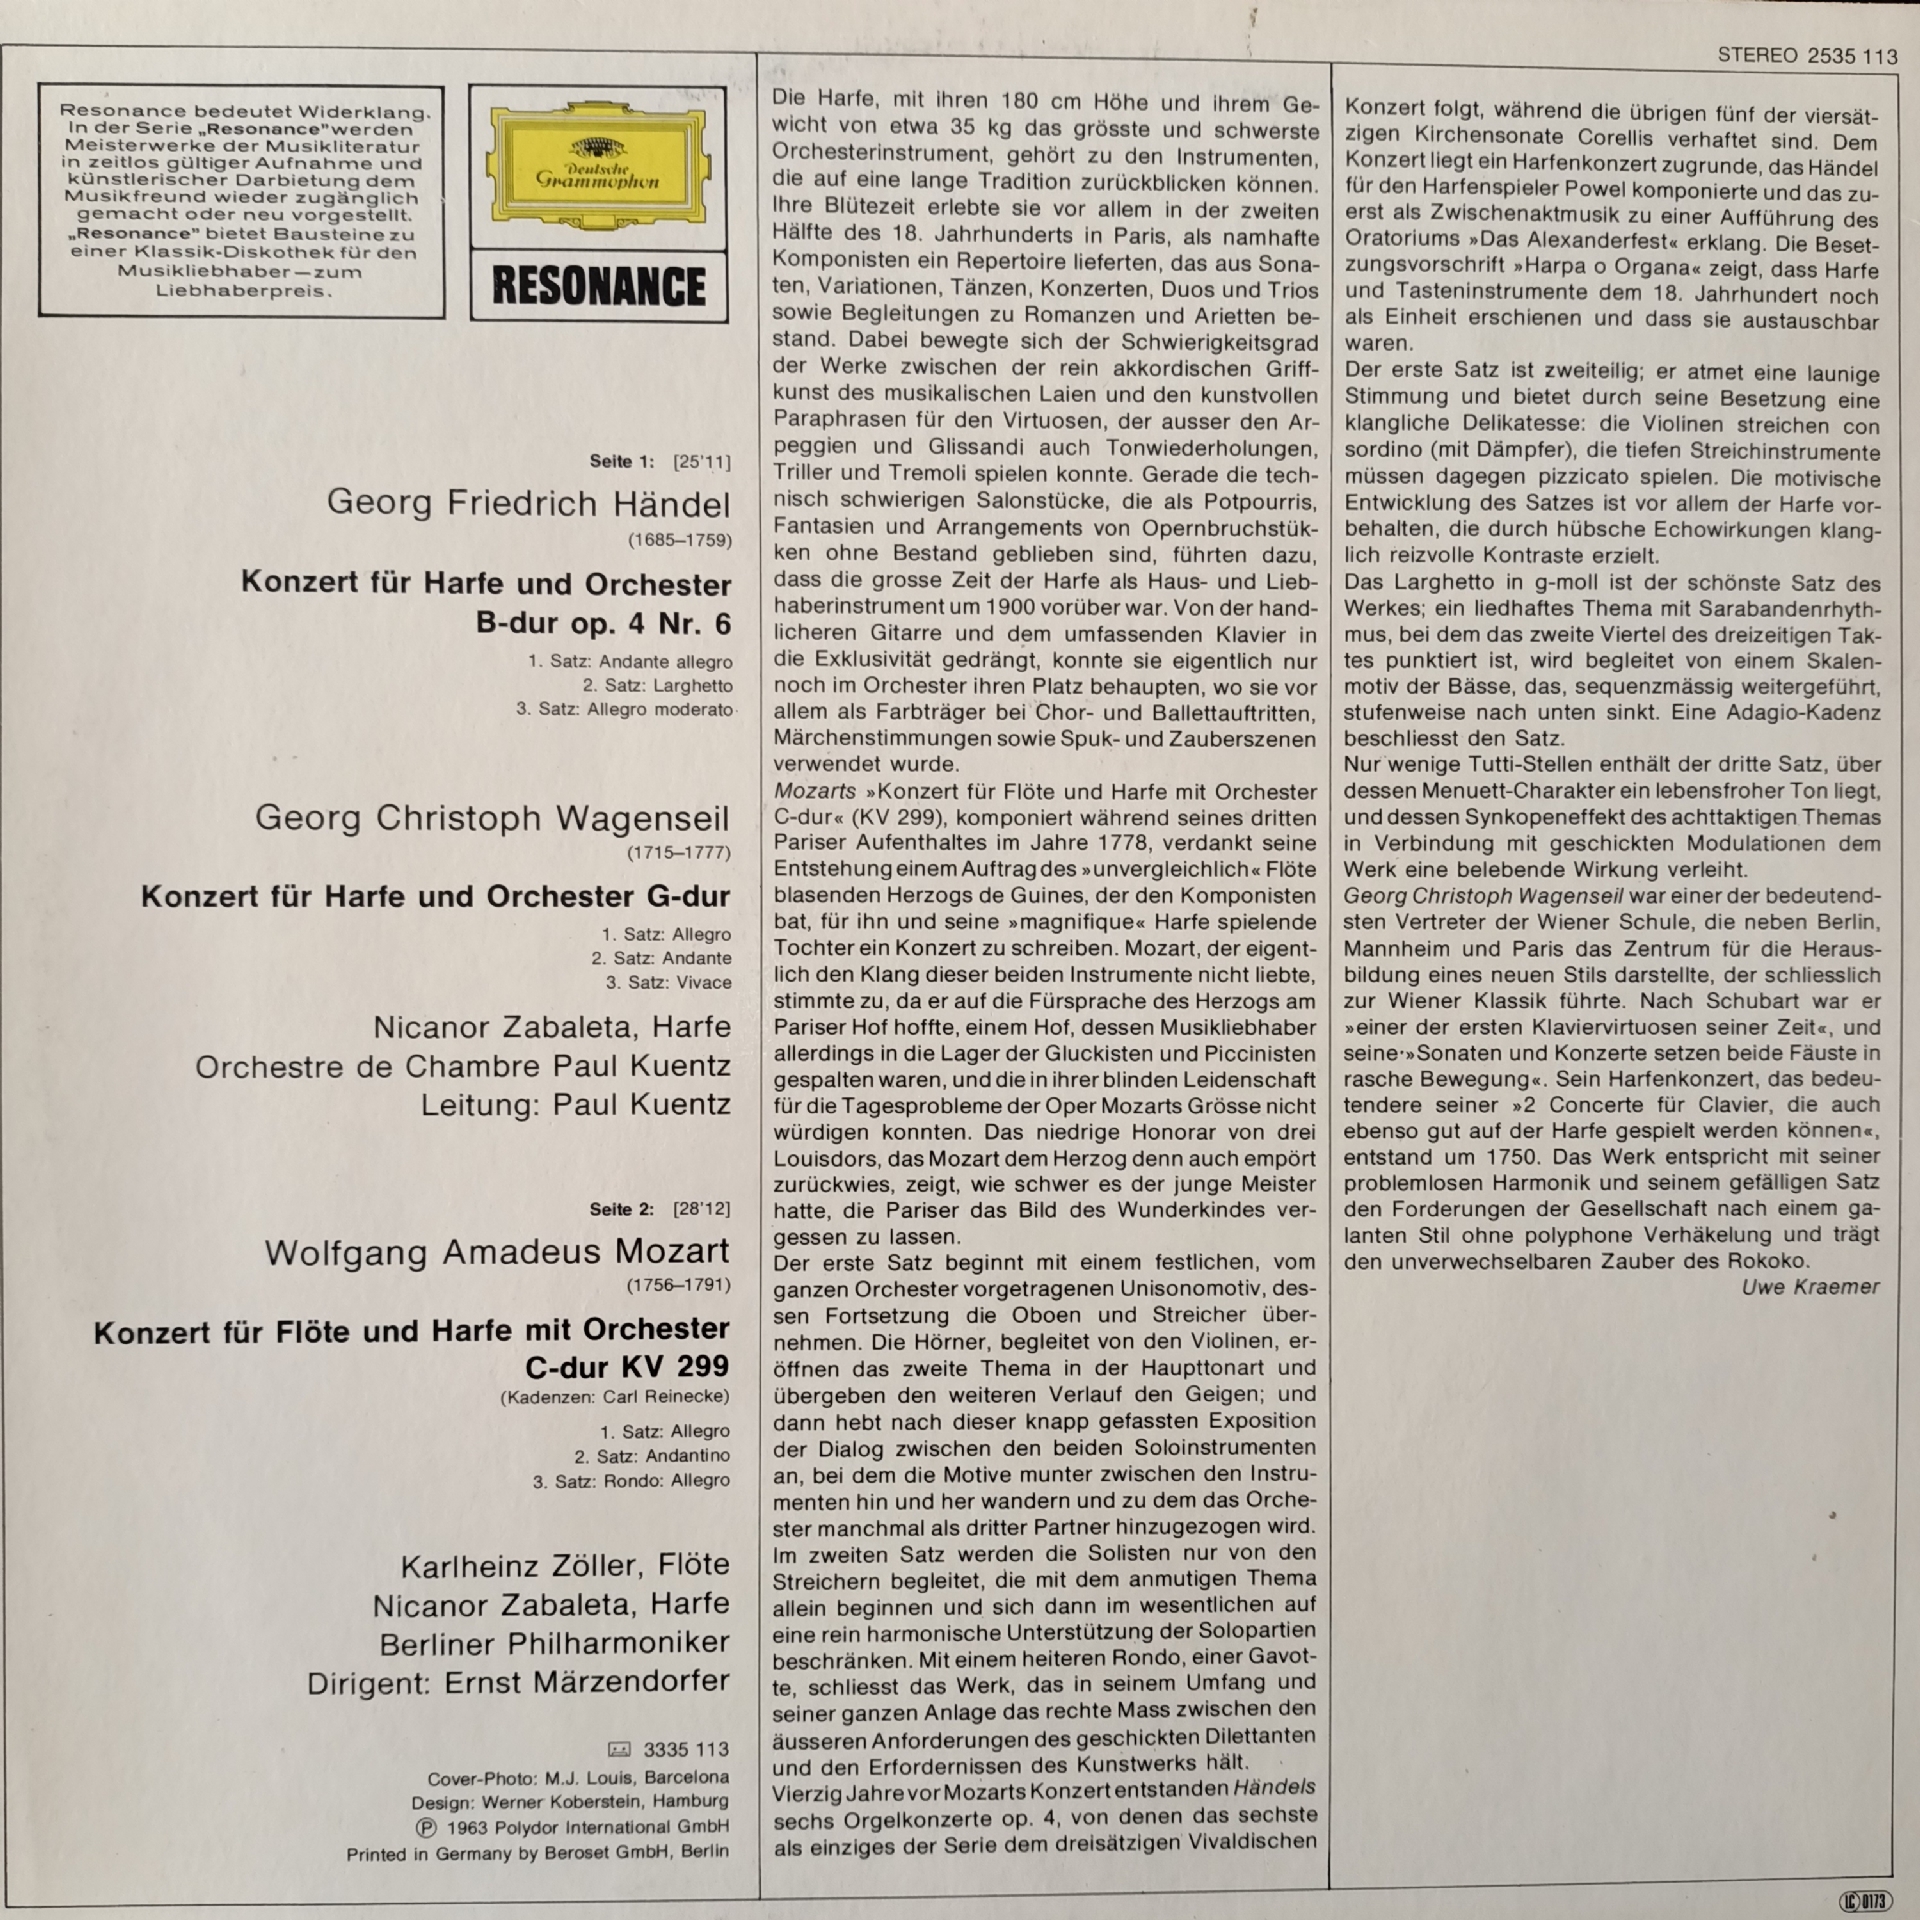 STEREO 2535 113
Resonance bedeutet Widerklang.
In der Serie „Resonance" werden
Meisterwerke der Musikliteratur
in zeitlos gültiger Aufnahme und
künstlerischer Darbietung dem
Musikfreund wieder zugänglich
gemacht oder neu vorgestellt.
„Resonance" bietet Bausteine zu
einer Klassik-Diskothek für den
Musikliebhaber—zum
Liebhaberpreis.
Deutsche
Grammophon
RESONANCE
Seite 1: [25'11]
Georg Friedrich Händel
(1685–1759)
Konzert für Harfe und Orchester
B-dur op. 4 Nr. 6
1. Satz: Andante allegro
2. Satz: Larghetto
3. Satz: Allegro moderato
Georg Christoph Wagenseil
(1715–1777)
Konzert für Harfe und Orchester G-dur
1. Satz: Allegro
2. Satz: Andante
3. Satz: Vivace
Nicanor Zabaleta, Harfe
Orchestre de Chambre Paul Kuentz
Leitung: Paul Kuentz
Seite 2: [28'12]
Wolfgang Amadeus Mozart
(1756–1791)
Konzert für Flöte und Harfe mit Orchester
C-dur KV 299
(Kadenzen: Carl Reinecke)
1. Satz: Allegro
2. Satz: Andantino
3. Satz: Rondo: Allegro
Karlheinz Zöller, Flöte
Nicanor Zabaleta, Harfe
Berliner Philharmoniker
Dirigent: Ernst Märzendorfer
3335 113
Cover-Photo: M.J. Louis, Barcelona
Design: Werner Koberstein, Hamburg
℗ 1963 Polydor International GmbH
Printed in Germany by Beroset GmbH, Berlin
Die Harfe, mit ihren 180 cm Höhe und ihrem Ge-
wicht von etwa 35 kg das grösste und schwerste
Orchesterinstrument, gehört zu den Instrumenten,
die auf eine lange Tradition zurückblicken können.
Ihre Blütezeit erlebte sie vor allem in der zweiten
Hälfte des 18. Jahrhunderts in Paris, als namhafte
Komponisten ein Repertoire lieferten, das aus Sona-
ten, Variationen, Tänzen, Konzerten, Duos und Trios
sowie Begleitungen zu Romanzen und Arietten be-
stand. Dabei bewegte sich der Schwierigkeitsgrad
der Werke zwischen der rein akkordischen Griff-
kunst des musikalischen Laien und den kunstvollen
Paraphrasen für den Virtuosen, der ausser den Ar-
peggien und Glissandi auch Tonwiederholungen,
Triller und Tremoli spielen konnte. Gerade die tech-
nisch schwierigen Salonstücke, die als Potpourris,
Fantasien und Arrangements von Opernbruchstük-
ken ohne Bestand geblieben sind, führten dazu,
dass die grosse Zeit der Harfe als Haus- und Lieb-
haberinstrument um 1900 vorüber war. Von der hand-
licheren Gitarre und dem umfassenden Klavier in
die Exklusivität gedrängt, konnte sie eigentlich nur
noch im Orchester ihren Platz behaupten, wo sie vor
allem als Farbträger bei Chor- und Ballettauftritten,
Märchenstimmungen sowie Spuk- und Zauberszenen
verwendet wurde.
Mozarts »Konzert für Flöte und Harfe mit Orchester
C-dur« (KV 299), komponiert während seines dritten
Pariser Aufenthaltes im Jahre 1778, verdankt seine
Entstehung einem Auftrag des »unvergleichlich« Flöte
blasenden Herzogs de Guines, der den Komponisten
bat, für ihn und seine »magnifique« Harfe spielende
Tochter ein Konzert zu schreiben. Mozart, der eigent-
lich den Klang dieser beiden Instrumente nicht liebte,
stimmte zu, da er auf die Fürsprache des Herzogs am
Pariser Hof hoffte, einem Hof, dessen Musikliebhaber
allerdings in die Lager der Gluckisten und Piccinisten
gespalten waren, und die in ihrer blinden Leidenschaft
für die Tagesprobleme der Oper Mozarts Grösse nicht
würdigen konnten. Das niedrige Honorar von drei
Louisdors, das Mozart dem Herzog denn auch empört
zurückwies, zeigt, wie schwer es der junge Meister
hatte, die Pariser das Bild des Wunderkindes ver-
gessen zu lassen.
Der erste Satz beginnt mit einem festlichen, vom
ganzen Orchester vorgetragenen Unisonomotiv, des-
sen Fortsetzung die Oboen und Streicher über-
nehmen. Die Hörner, begleitet von den Violinen, er-
öffnen das zweite Thema in der Haupttonart und
übergeben den weiteren Verlauf den Geigen; und
dann hebt nach dieser knapp gefassten Exposition
der Dialog zwischen den beiden Soloinstrumenten
an, bei dem die Motive munter zwischen den Instru-
menten hin und her wandern und zu dem das Orche-
ster manchmal als dritter Partner hinzugezogen wird.
Im zweiten Satz werden die Solisten nur von den
Streichern begleitet, die mit dem anmutigen Thema
allein beginnen und sich dann im wesentlichen auf
eine rein harmonische Unterstützung der Solopartien
beschränken. Mit einem heiteren Rondo, einer Gavot-
te, schliesst das Werk, das in seinem Umfang und
seiner ganzen Anlage das rechte Mass zwischen den
äusseren Anforderungen des geschickten Dilettanten
und den Erfordernissen des Kunstwerks hält.
Vierzig Jahre vor Mozarts Konzert entstanden Händels
sechs Orgelkonzerte op. 4, von denen das sechste
als einziges der Serie dem dreisätzigen Vivaldischen
Konzert folgt, während die übrigen fünf der viersät-
zigen Kirchensonate Corellis verhaftet sind. Dem
Konzert liegt ein Harfenkonzert zugrunde, das Händel
für den Harfenspieler Powel komponierte und das zu-
erst als Zwischenaktmusik zu einer Aufführung des
Oratoriums »Das Alexanderfest« erklang. Die Beset-
zungsvorschrift »Harpa o Organa« zeigt, dass Harfe
und Tasteninstrumente dem 18. Jahrhundert noch
als Einheit erschienen und dass sie austauschbar
waren.
Der erste Satz ist zweiteilig; er atmet eine launige
Stimmung und bietet durch seine Besetzung eine
klangliche Delikatesse: die Violinen streichen con
sordino (mit Dämpfer), die tiefen Streichinstrumente
müssen dagegen pizzicato spielen. Die motivische
Entwicklung des Satzes ist vor allem der Harfe vor-
behalten, die durch hübsche Echowirkungen klang-
lich reizvolle Kontraste erzielt.
Das Larghetto in g-moll ist der schönste Satz des
Werkes; ein liedhaftes Thema mit Sarabandenrhyth-
mus, bei dem das zweite Viertel des dreizeitigen Tak-
tes punktiert ist, wird begleitet von einem Skalen-
motiv der Bässe, das, sequenzmässig weitergeführt,
stufenweise nach unten sinkt. Eine Adagio-Kadenz
beschliesst den Satz.
Nur wenige Tutti-Stellen enthält der dritte Satz, über
dessen Menuett-Charakter ein lebensfroher Ton liegt,
und dessen Synkopeneffekt des achttaktigen Themas
in Verbindung mit geschickten Modulationen dem
Werk eine belebende Wirkung verleiht.
Georg Christoph Wagenseil war einer der bedeutend-
sten Vertreter der Wiener Schule, die neben Berlin,
Mannheim und Paris das Zentrum für die Heraus-
bildung eines neuen Stils darstellte, der schliesslich
zur Wiener Klassik führte. Nach Schubart war er
»einer der ersten Klaviervirtuosen seiner Zeit«, und
seine »Sonaten und Konzerte setzen beide Fäuste in
rasche Bewegung«. Sein Harfenkonzert, das bedeu-
tendere seiner »2 Concerte für Clavier, die auch
ebenso gut auf der Harfe gespielt werden können«,
entstand um 1750. Das Werk entspricht mit seiner
problemlosen Harmonik und seinem gefälligen Satz
den Forderungen der Gesellschaft nach einem ga-
lanten Stil ohne polyphone Verhäkelung und trägt
den unverwechselbaren Zauber des Rokoko.
Uwe Kraemer
LC 0173